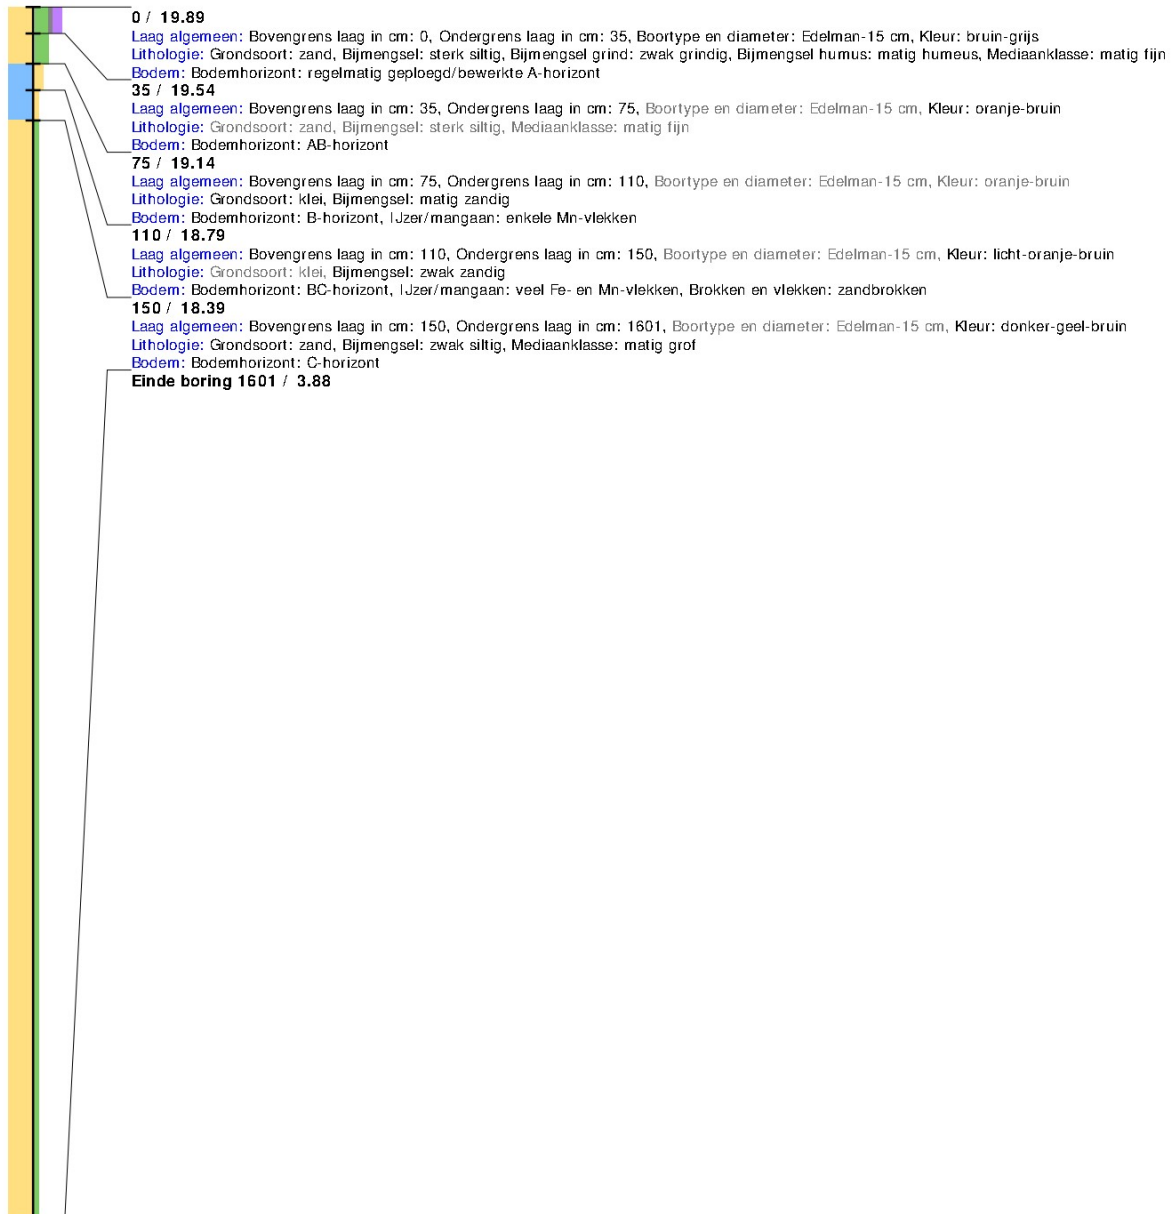 0 / 19.89
Laag algemeen: Bovengrens laag in cm: 0, Ondergrens laag in cm: 35, Boortype en diameter: Edelman-15 cm, Kleur: bruin-grijs
Lithologie: Grondsoort: zand, Bijmengsel: sterk siltig, Bijmengsel grind: zwak grindig, Bijmengsel humus: matig humeus, Mediaanklasse: matig fijn
Bodem: Bodemhorizont: regelmatig geploegd/bewerkte A-horizont
35 / 19.54
Laag algemeen: Bovengrens laag in cm: 35, Ondergrens laag in cm: 75, Boortype en diameter: Edelman-15 cm, Kleur: oranje-bruin
Lithologie: Grondsoort: zand, Bijmengsel: sterk siltig, Mediaanklasse: matig fijn
Bodem: Bodemhorizont: AB-horizont
75 / 19.14
Laag algemeen: Bovengrens laag in cm: 75, Ondergrens laag in cm: 110, Boortype en diameter: Edelman-15 cm, Kleur: oranje-bruin
Lithologie: Grondsoort: klei, Bijmengsel: matig zandig
Bodem: Bodemhorizont: B-horizont, IJzer/mangaan: enkele Mn-vlekken
110 / 18.79
Laag algemeen: Bovengrens laag in cm: 110, Ondergrens laag in cm: 150, Boortype en diameter: Edelman-15 cm, Kleur: licht-oranje-bruin
Lithologie: Grondsoort: klei, Bijmengsel: zwak zandig
Bodem: Bodemhorizont: BC-horizont, IJzer/mangaan: veel Fe- en Mn-vlekken, Brokken en vlekken: zandbrokken
150 / 18.39
Laag algemeen: Bovengrens laag in cm: 150, Ondergrens laag in cm: 1601, Boortype en diameter: Edelman-15 cm, Kleur: donker-geel-bruin
Lithologie: Grondsoort: zand, Bijmengsel: zwak siltig, Mediaanklasse: matig grof
Bodem: Bodemhorizont: C-horizont
Einde boring 1601 / 3.88